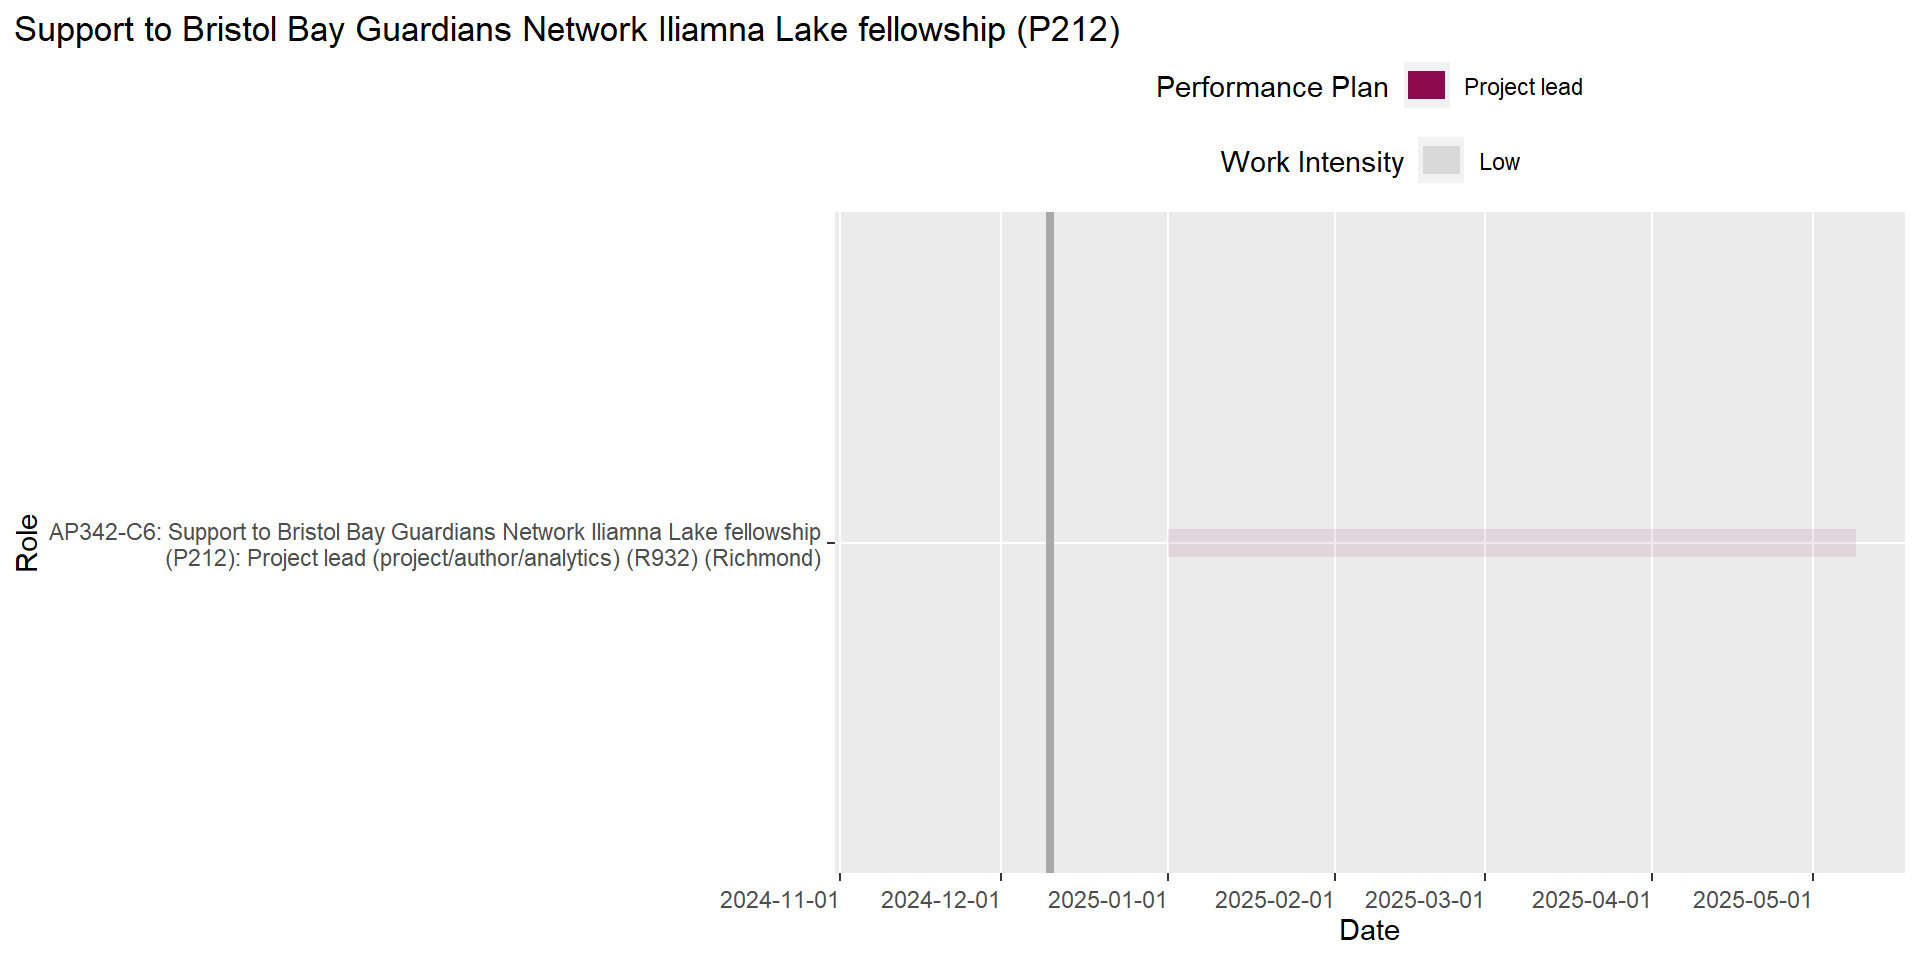 Support to Bristol Bay Guardians Network Iliamna Lake fellowship (P212)
Performance Plan Project lead
Work Intensity Low
Role
AP342-C6: Support to Bristol Bay Guardians Network Iliamna Lake fellowship
(P212): Project lead (project/author/analytics) (R932) (Richmond)
2024-11-01 2024-12-01 2025-01-01 2025-02-01 2025-03-01 2025-04-01 2025-05-01
Date